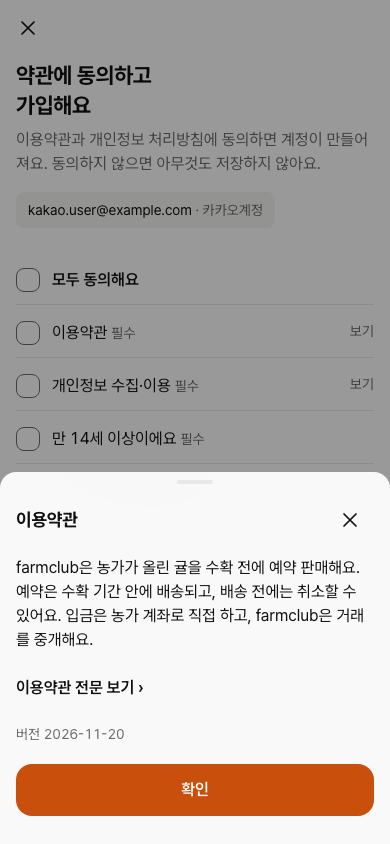 약관에 동의하고
가입해요
이용약관과 개인정보 처리방침에 동의하면 계정이 만들어
져요. 동의하지 않으면 아무것도 저장하지 않아요.
kakao.user@example.com · 카카오계정
모두 동의해요
이용약관 필수 보기
개인정보 수집·이용 필수 보기
만 14세 이상이에요 필수
이용약관
farmclub은 농가가 올린 귤을 수확 전에 예약 판매해요.
예약은 수확 기간 안에 배송되고, 배송 전에는 취소할 수
있어요. 입금은 농가 계좌로 직접 하고, farmclub은 거래
를 중개해요.
이용약관 전문 보기 ›
버전 2026-11-20
확인